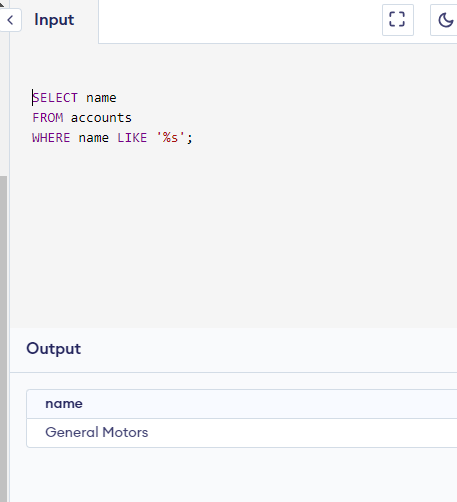 Input
SELECT name
FROM accounts
WHERE name LIKE '%s';
Output
name
General Motors